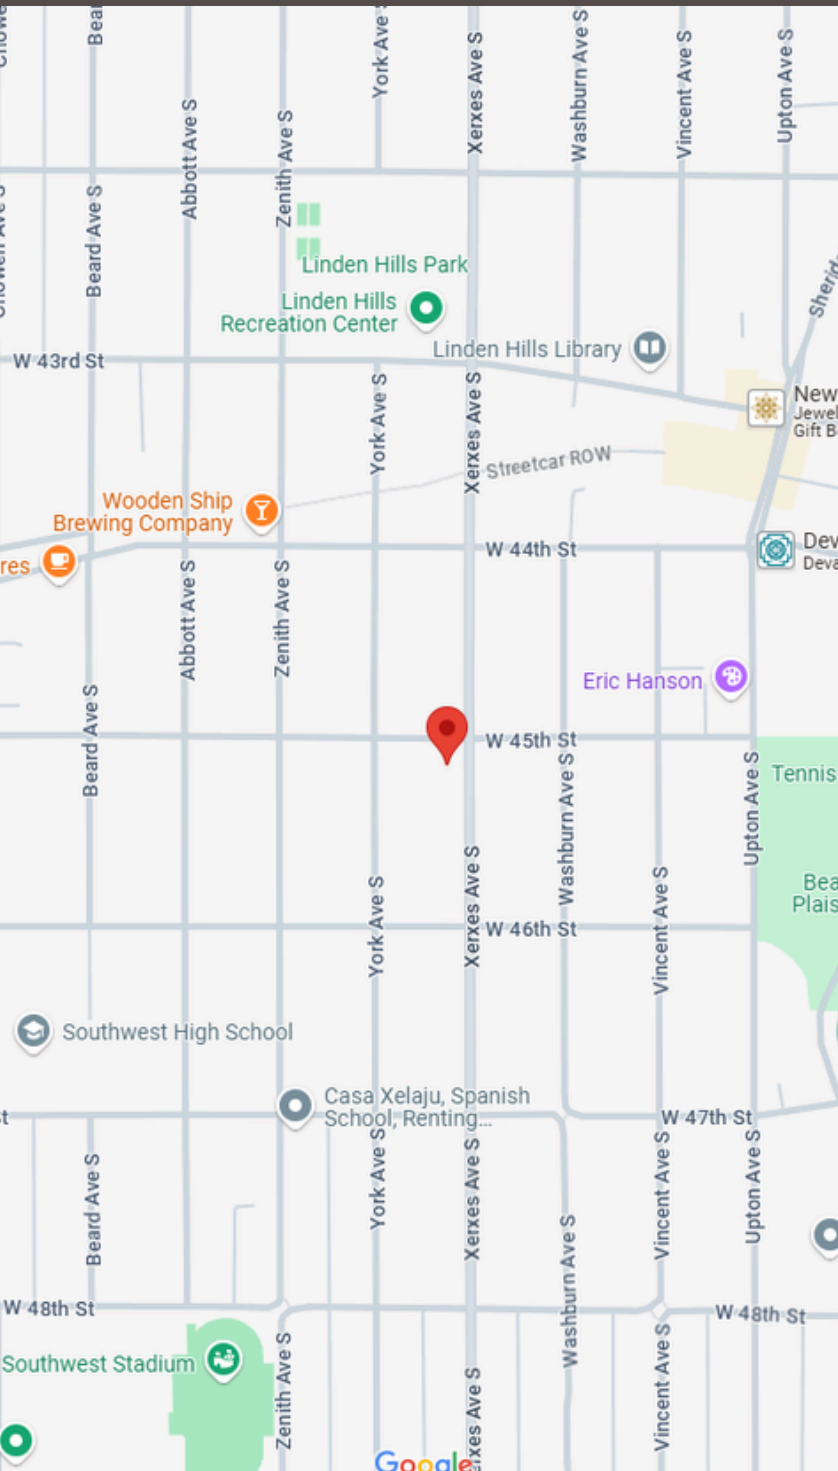 Bear
York Ave S
Xerxes Ave S
Washburn Ave S
Vincent Ave S
Upton Ave S
Abbott Ave S
Zenith Ave S
Beard Ave S
Linden Hills Park
Linden Hills
Recreation Center
Linden Hills Library
W 43rd St
York Ave S
Xerxes Ave S
New
Jewel
Gift B
Streetcar ROW
Wooden Ship
Brewing Company
res
W 44th St
Dev
Deva
Abbott Ave S
Zenith Ave S
Eric Hanson
Beard Ave S
W 45th St
Washburn Ave S
Upton Ave S
Tennis
Bea
Plais
York Ave S
Xerxes Ave S
Vincent Ave S
W 46th St
Southwest High School
Casa Xelaju, Spanish
School, Renting...
W 47th St
Beard Ave S
York Ave S
Xerxes Ave S
Washburn Ave S
Vincent Ave S
Upton Ave S
W 48th St
W 48th St
Southwest Stadium
Zenith Ave S
Xerxes Ave S
Vincent Ave S
Google